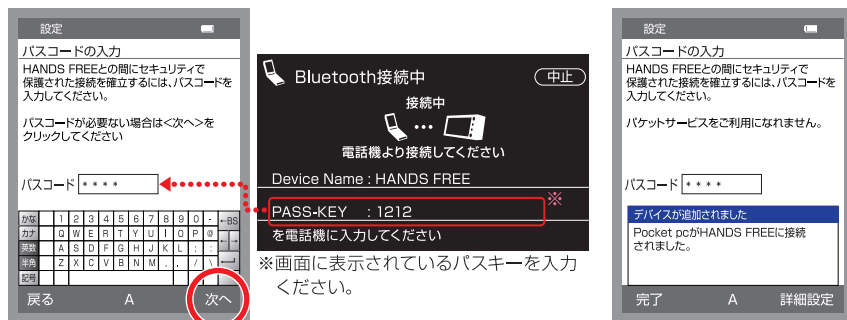 設定
パスコードの入力
HANDS FREEとの間にセキュリティで
保護された接続を確立するには、パスコードを
入力してください。
パスコードが必要ない場合は<次へ>を
クリックしてください
パスコード ****
かな 1 2 3 4 5 6 7 8 9 0 - ←BS
カナ Q W E R T Y U I O P @
英数 A S D F G H J K L ; : ← →
半角 Z X C V B N M , . / \
記号
戻る A 次へ
Bluetooth接続中 中止
接続中
...
電話機より接続してください
Device Name : HANDS FREE
※
PASS-KEY : 1212
を電話機に入力してください
※画面に表示されているパスキーを入力
ください。
設定
パスコードの入力
HANDS FREEとの間にセキュリティで
保護された接続を確立するには、パスコードを
入力してください。
パケットサービスをご利用になれません。
パスコード ****
デバイスが追加されました
Pocket pcがHANDS FREEに接続
されました。
完了 A 詳細設定